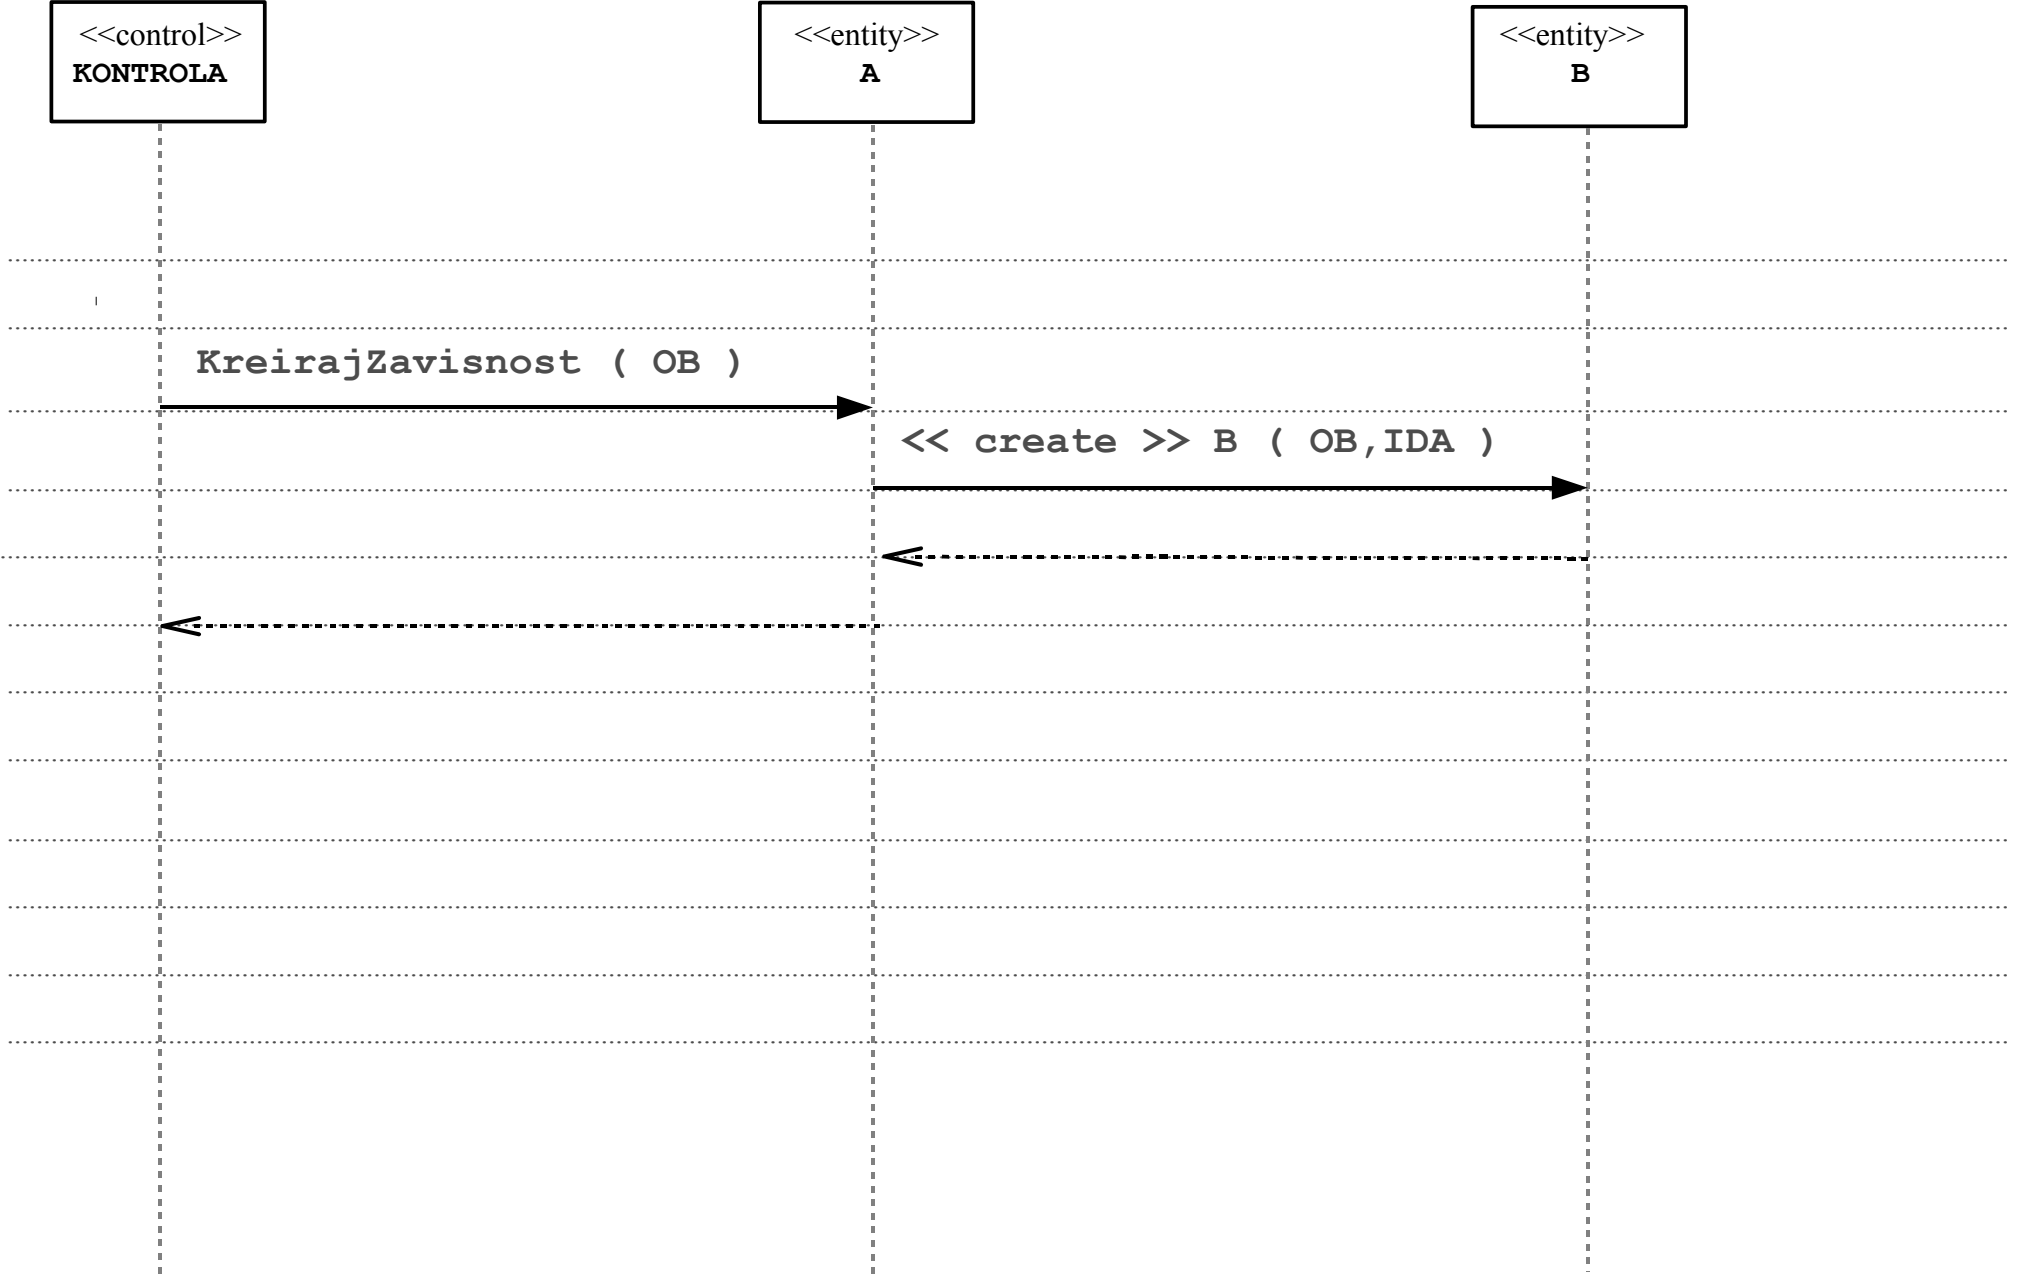 <<control>>
KONTROLA
<<entity>>
A
<<entity>>
B
KreirajZavisnost ( OB )
<< create >> B ( OB,IDA )